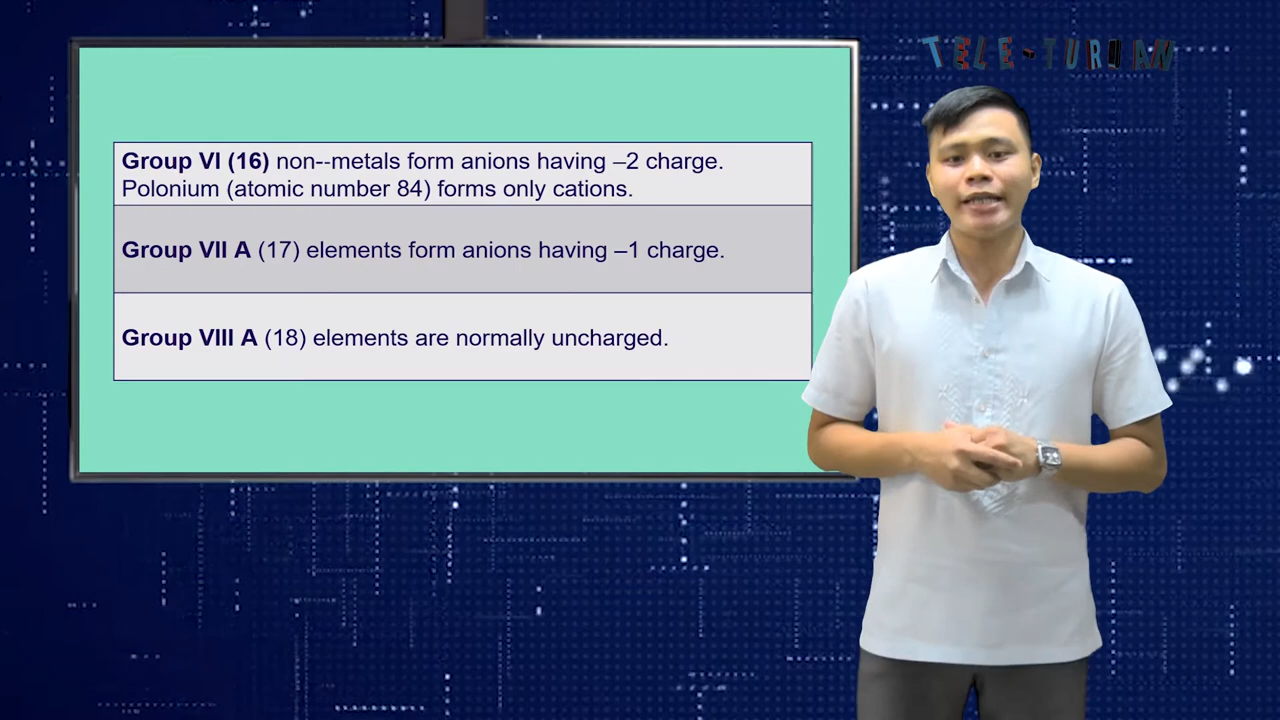 TELE-TURUAN
Group VI (16) non--metals form anions having –2 charge.
Polonium (atomic number 84) forms only cations.
Group VII A (17) elements form anions having –1 charge.
Group VIII A (18) elements are normally uncharged.